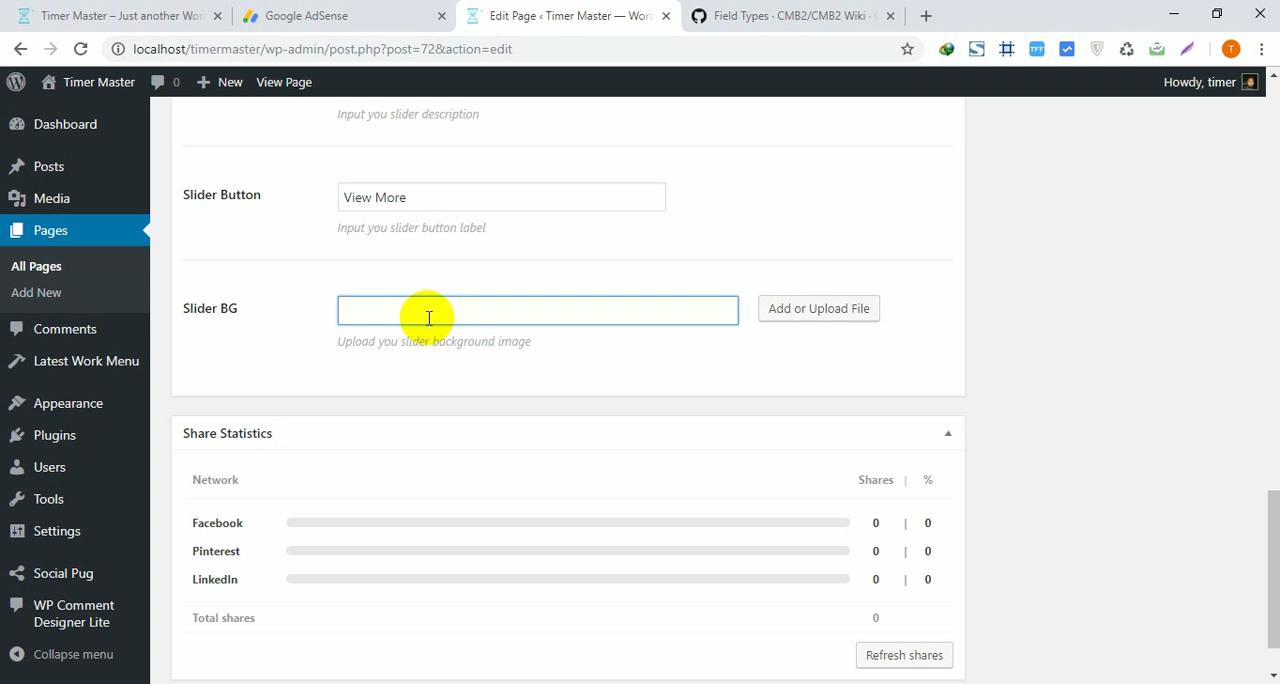 Timer Master – Just another Wor
Google AdSense
Edit Page ‹ Timer Master — Wor
Field Types · CMB2/CMB2 Wiki ·
localhost/timermaster/wp-admin/post.php?post=72&action=edit
TFF
T
Timer Master
0
New
View Page
Howdy, timer
Dashboard
Posts
Media
Pages
All Pages
Add New
Comments
Latest Work Menu
Appearance
Plugins
Users
Tools
Settings
Social Pug
WP Comment
Designer Lite
Collapse menu
Input you slider description
Slider Button
View More
Input you slider button label
Slider BG
Add or Upload File
Upload you slider background image
Share Statistics
Network
Shares | %
Facebook 0 | 0
Pinterest 0 | 0
LinkedIn 0 | 0
Total shares 0
Refresh shares